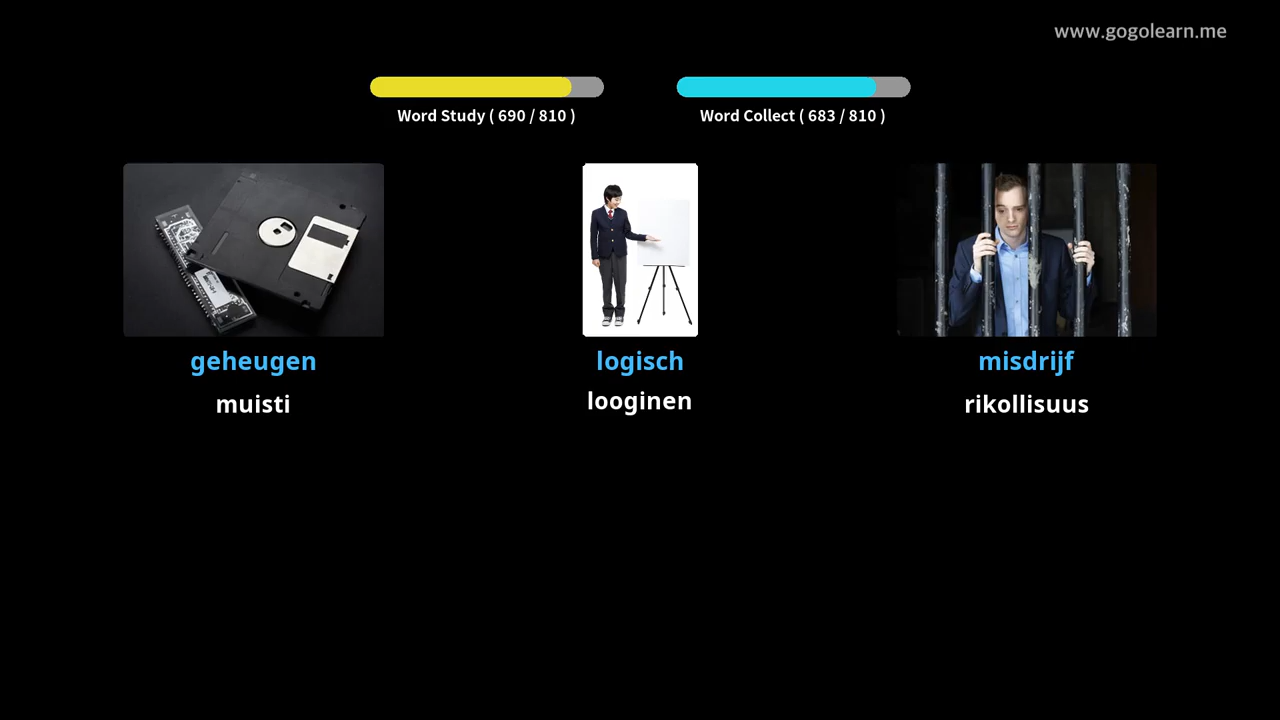 www.gogolearn.me
Word Study ( 690 / 810 )
Word Collect ( 683 / 810 )
geheugen
logisch
misdrijf
muisti
looginen
rikollisuus